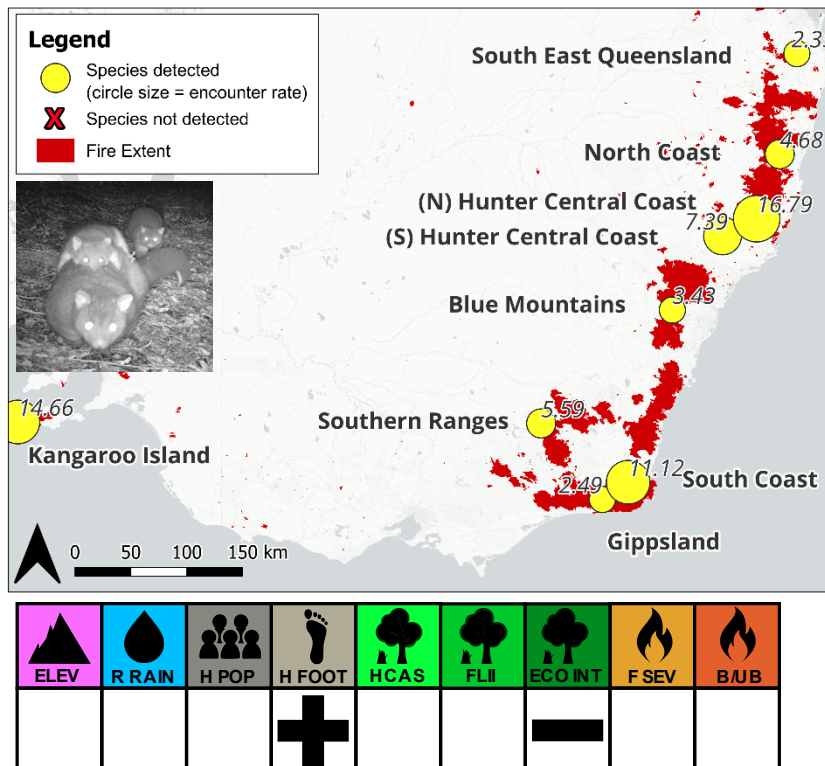 Legend
Species detected
(circle size = encounter rate)
X
Species not detected
Fire Extent
South East Queensland
North Coast
4.68
(N) Hunter Central Coast
16.79
7.39
(S) Hunter Central Coast
Blue Mountains
3.43
Southern Ranges
5.59
14.66
Kangaroo Island
2.49
11.12
South Coast
Gippsland
0 50 100 150 km
ELEV R RAIN H POP H FOOT HCAS FLII ECO INT F SEV B/UB